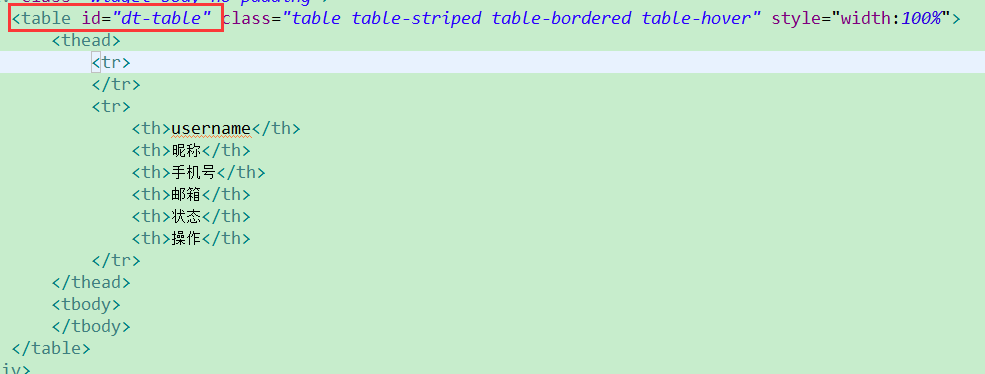 <table id="dt-table" class="table table-striped table-bordered table-hover" style="width:100%">
<thead>
<tr>
</tr>
<tr>
<th>username</th>
<th>昵称</th>
<th>手机号</th>
<th>邮箱</th>
<th>状态</th>
<th>操作</th>
</tr>
</thead>
<tbody>
</tbody>
</table>
iv>